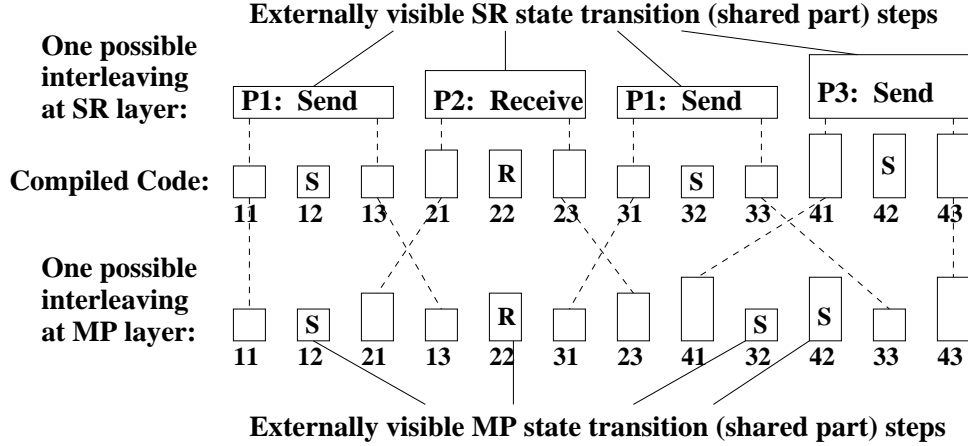 Externally visible SR state transition (shared part) steps
One possible
interleaving
at SR layer:
P1: Send
P2: Receive
P1: Send
P3: Send
Compiled Code:
S
R
S
S
11 12 13 21 22 23 31 32 33 41 42 43
One possible
interleaving
at MP layer:
S
R
S
S
11 12 21 13 22 31 23 41 32 42 33 43
Externally visible MP state transition (shared part) steps